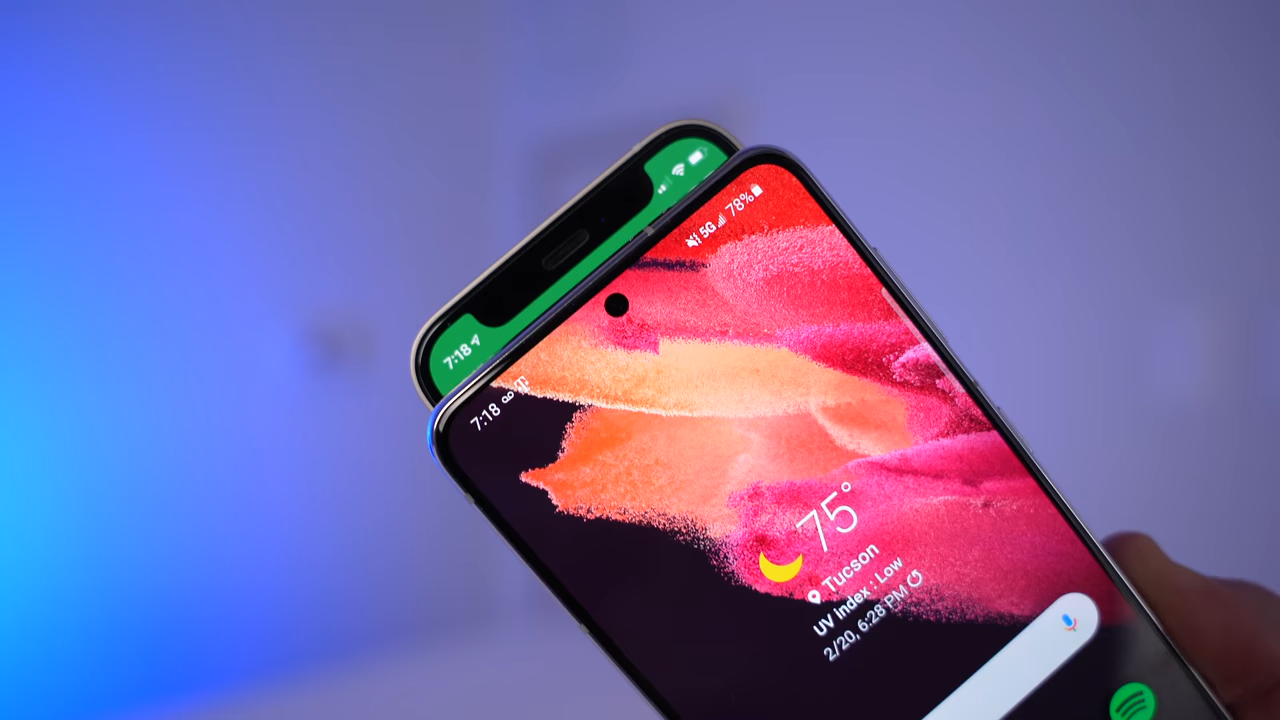 7:18
5G 78%
7:18
75°
Tucson
UV index : Low
2/20, 6:28 PM